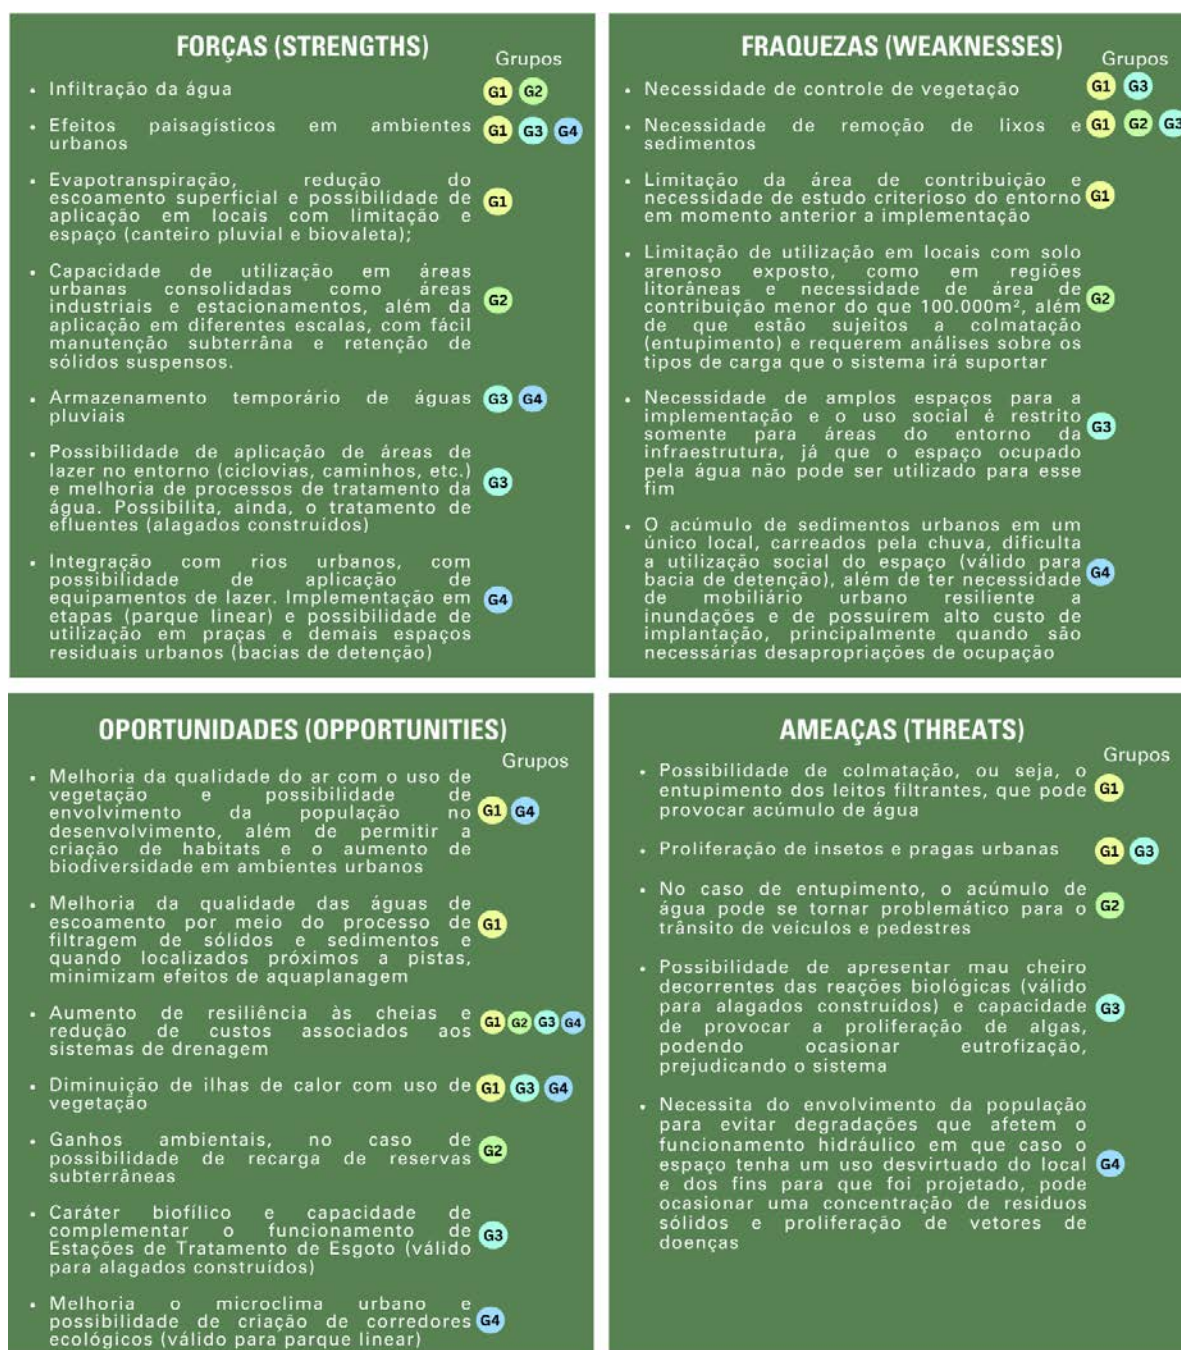 FORÇAS (STRENGTHS)
Grupos
• Infiltração da água G1 G2
• Efeitos paisagísticos em ambientes
urbanos G1 G3 G4
• Evapotranspiração, redução do
escoamento superficial e possibilidade de
aplicação em locais com limitação e
espaço (canteiro pluvial e biovaleta); G1
• Capacidade de utilização em áreas
urbanas consolidadas como áreas
industriais e estacionamentos, além da
aplicação em diferentes escalas, com fácil
manutenção subterrâna e retenção de
sólidos suspensos. G2
• Armazenamento temporário de águas
pluviais G3 G4
• Possibilidade de aplicação de áreas de
lazer no entorno (ciclovias, caminhos, etc.)
e melhoria de processos de tratamento da
água. Possibilita, ainda, o tratamento de
efluentes (alagados construídos) G3
• Integração com rios urbanos, com
possibilidade de aplicação de
equipamentos de lazer. Implementação em
etapas (parque linear) e possibilidade de
utilização em praças e demais espaços
residuais urbanos (bacias de detenção) G4
FRAQUEZAS (WEAKNESSES)
Grupos
• Necessidade de controle de vegetação G1 G3
• Necessidade de remoção de lixos e
sedimentos G1 G2 G3
• Limitação da área de contribuição e
necessidade de estudo criterioso do entorno
em momento anterior a implementação G1
• Limitação de utilização em locais com solo
arenoso exposto, como em regiões
litorâneas e necessidade de área de
contribuição menor do que 100.000m², além
de que estão sujeitos a colmatação
(entupimento) e requerem análises sobre os
tipos de carga que o sistema irá suportar G2
• Necessidade de amplos espaços para a
implementação e o uso social é restrito
somente para áreas do entorno da
infraestrutura, já que o espaço ocupado
pela água não pode ser utilizado para esse
fim G3
• O acúmulo de sedimentos urbanos em um
único local, carreados pela chuva, dificulta
a utilização social do espaço (válido para
bacia de detenção), além de ter necessidade
de mobiliário urbano resiliente a
inundações e de possuírem alto custo de
implantação, principalmente quando são
necessárias desapropriações de ocupação G4
OPORTUNIDADES (OPPORTUNITIES)
Grupos
• Melhoria da qualidade do ar com o uso de
vegetação e possibilidade de
envolvimento da população no
desenvolvimento, além de permitir a
criação de habitats e o aumento de
biodiversidade em ambientes urbanos G1 G4
• Melhoria da qualidade das águas de
escoamento por meio do processo de
filtragem de sólidos e sedimentos e
quando localizados próximos a pistas,
minimizam efeitos de aquaplanagem G1
• Aumento de resiliência às cheias e
redução de custos associados aos
sistemas de drenagem G1 G2 G3 G4
• Diminuição de ilhas de calor com uso de
vegetação G1 G3 G4
• Ganhos ambientais, no caso de
possibilidade de recarga de reservas
subterrâneas G2
• Caráter biofílico e capacidade de
complementar o funcionamento de
Estações de Tratamento de Esgoto (válido
para alagados construídos) G3
• Melhoria o microclima urbano e
possibilidade de criação de corredores
ecológicos (válido para parque linear) G4
AMEAÇAS (THREATS)
Grupos
• Possibilidade de colmatação, ou seja, o
entupimento dos leitos filtrantes, que pode
provocar acúmulo de água G1
• Proliferação de insetos e pragas urbanas G1 G3
• No caso de entupimento, o acúmulo de
água pode se tornar problemático para o
trânsito de veículos e pedestres G2
• Possibilidade de apresentar mau cheiro
decorrentes das reações biológicas (válido
para alagados construídos) e capacidade
de provocar a proliferação de algas,
podendo ocasionar eutrofização,
prejudicando o sistema G3
• Necessita do envolvimento da população
para evitar degradações que afetem o
funcionamento hidráulico em que caso o
espaço tenha um uso desvirtuado do local
e dos fins para que foi projetado, pode
ocasionar uma concentração de resíduos
sólidos e proliferação de vetores de
doenças G4